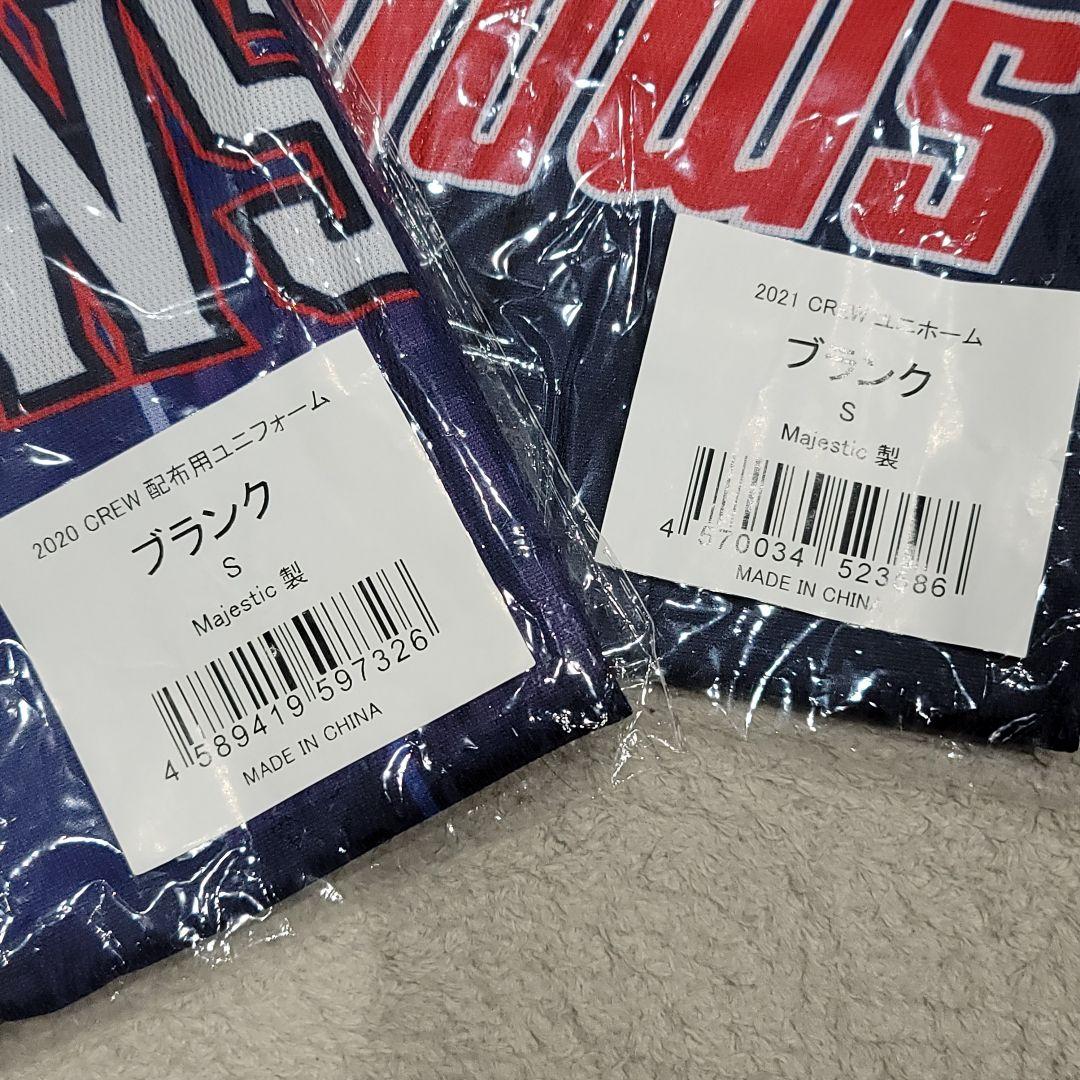 WS
ows
2020 CREW 配布用ユニフォーム
ブランク
S
Majestic 製
4 589419 597326
MADE IN CHINA
2021 CREW ユニホーム
ブランク
S
Majestic 製
4 570034 523586
MADE IN CHINA